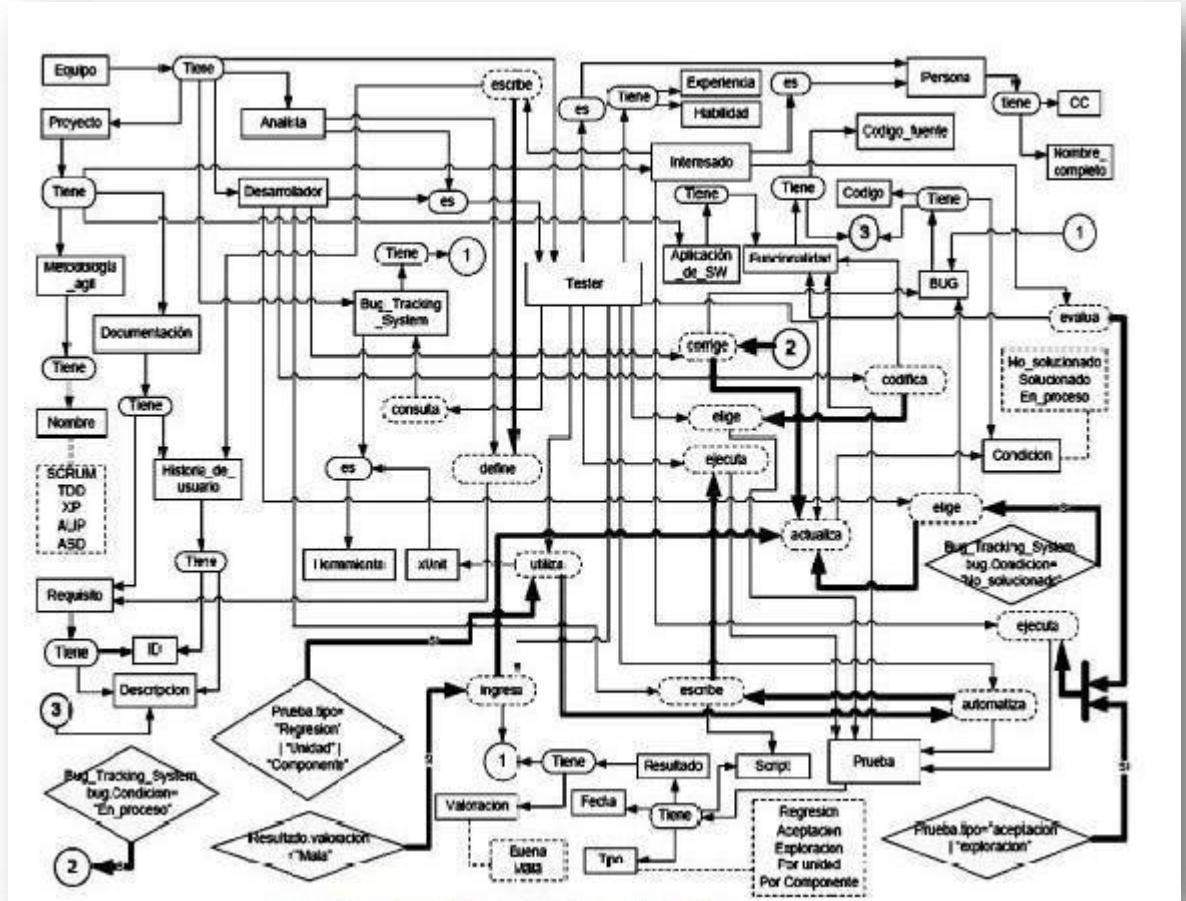 Equipo
Tiene
escribe
es
Tiene
Experiencia
Habilidad
es
Persona
tiene
CC
Nombre_
completo
Proyecto
Analista
Codigo_fuente
Interesado
Tiene
Desarrollador
es
Tiene
Tiene
Codigo
Tiene
3
1
Metodologia_
agil
Tiene
1
Tester
Aplicación
_de_SW
Funcionalidad
BUG
Bug_Tracking
_System
evalua
Documentación
corrige
2
No_solucionado
Solucionado
En_proceso
Tiene
Tiene
codifica
consulta
elige
Nombre
ejecuta
Condicion
Historia_de_
usuario
es
define
SCRUM
TDD
XP
AUP
ASD
elige
actualiza
Herramienta
xUnit
utiliza
Bug_Tracking_System
bug.Condicion=
"No_solucionado"
Tiene
Requisito
ejecuta
Tiene
ID
Descripcion
3
ingresa
escribe
automatiza
Prueba.tipo=
"Regresion"
| "Unidad" |
"Componente"
Bug_Tracking_System
bug.Condicion=
"En_proceso"
1
Tiene
Resultado
Script
Prueba
Valoracion
Fecha
Tiene
Resultado.valoracion
"Mala"
Regresion
Aceptacion
Exploracion
Por unidad
Por Componente
Prueba.tipo="aceptacion"
| "exploracion"
Buena
Mala
Tipo
2